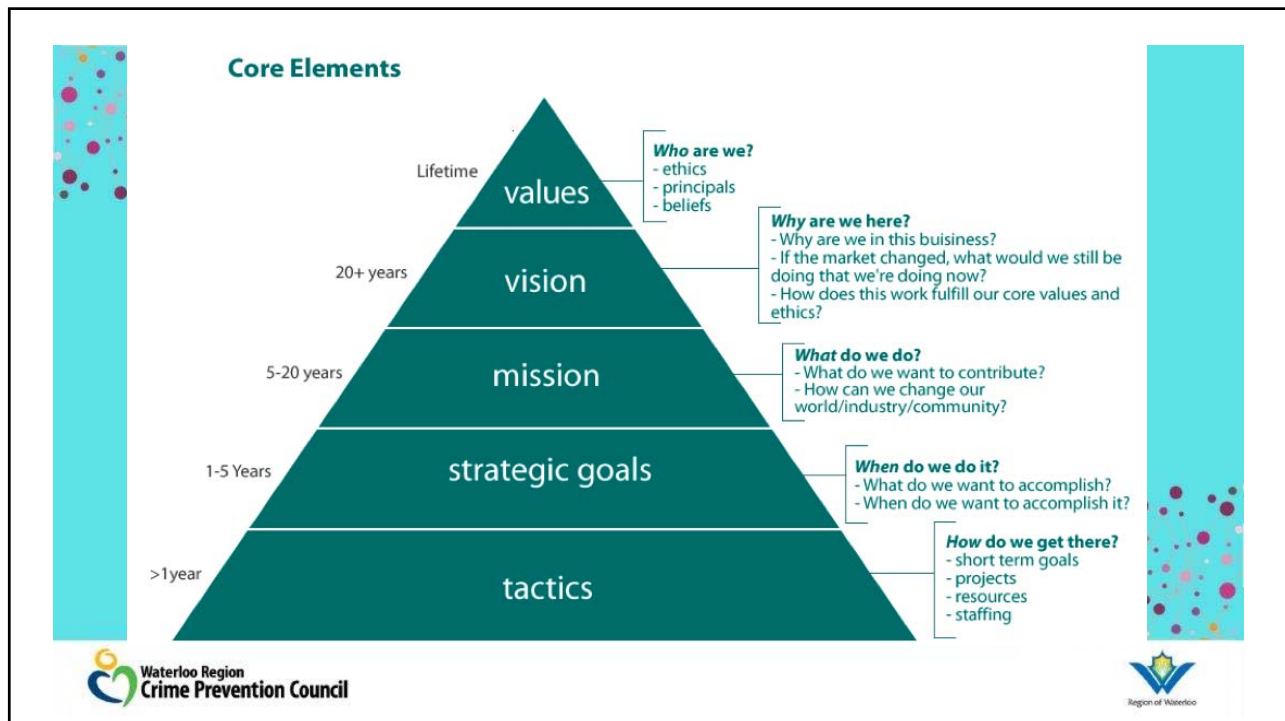 Core Elements
Lifetime
values
Who are we?
- ethics
- principals
- beliefs
20+ years
vision
Why are we here?
- Why are we in this buisiness?
- If the market changed, what would we still be
doing that we're doing now?
- How does this work fulfill our core values and
ethics?
5-20 years
mission
What do we do?
- What do we want to contribute?
- How can we change our
world/industry/community?
1-5 Years
strategic goals
When do we do it?
- What do we want to accomplish?
- When do we want to accomplish it?
>1year
tactics
How do we get there?
- short term goals
- projects
- resources
- staffing
Waterloo Region
Crime Prevention Council
Region of Waterloo